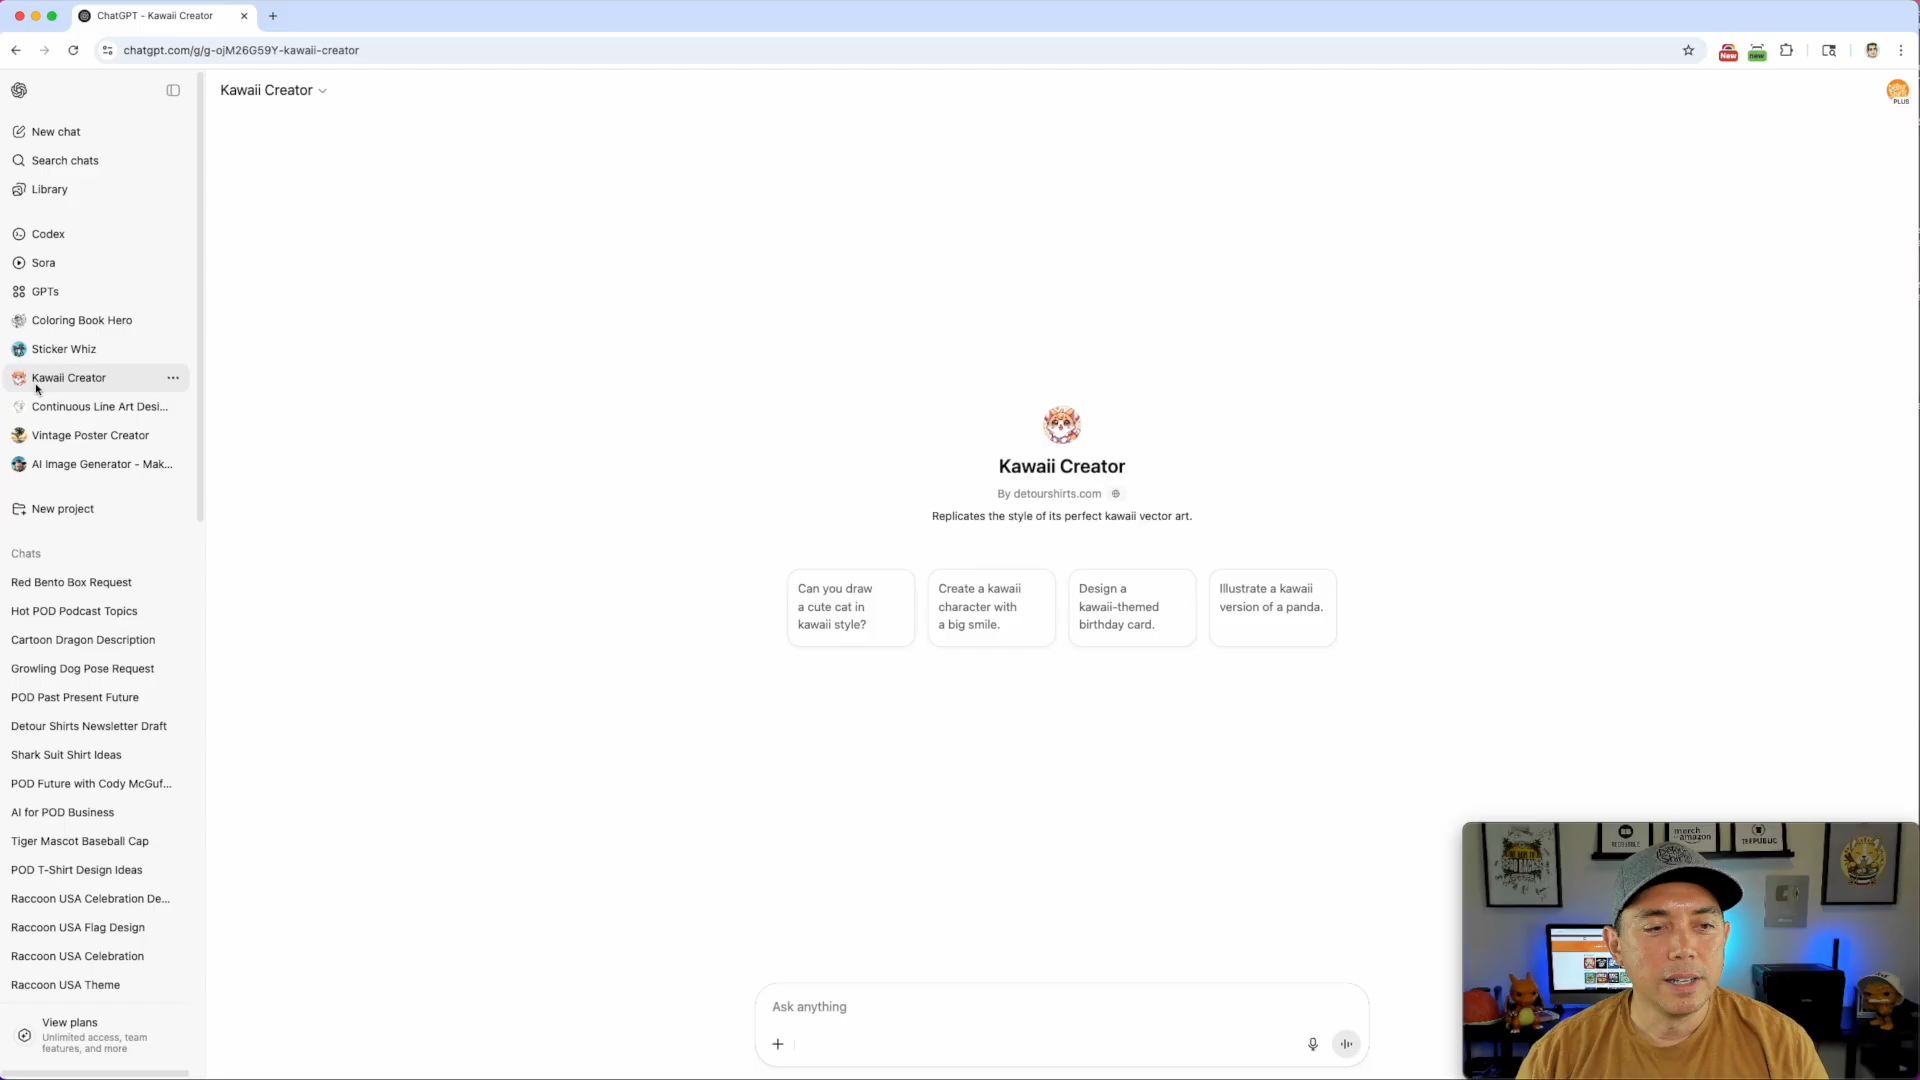 ChatGPT - Kawaii Creator
chatgpt.com/g/g-ojM26G59Y-kawaii-creator
New
new
Kawaii Creator
PLUS
New chat
Search chats
Library
Codex
Sora
GPTs
Coloring Book Hero
Sticker Whiz
Kawaii Creator
Continuous Line Art Desi...
Vintage Poster Creator
AI Image Generator - Mak...
New project
Chats
Red Bento Box Request
Hot POD Podcast Topics
Cartoon Dragon Description
Growling Dog Pose Request
POD Past Present Future
Detour Shirts Newsletter Draft
Shark Suit Shirt Ideas
POD Future with Cody McGuf...
AI for POD Business
Tiger Mascot Baseball Cap
POD T-Shirt Design Ideas
Raccoon USA Celebration De...
Raccoon USA Flag Design
Raccoon USA Celebration
Raccoon USA Theme
View plans
Unlimited access, team
features, and more
Kawaii Creator
By detourshirts.com
Replicates the style of its perfect kawaii vector art.
Can you draw
a cute cat in
kawaii style?
Create a kawaii
character with
a big smile.
Design a
kawaii-themed
birthday card.
Illustrate a kawaii
version of a panda.
Ask anything
REDBUBBLE
merch
amazon
TEEPUBLIC